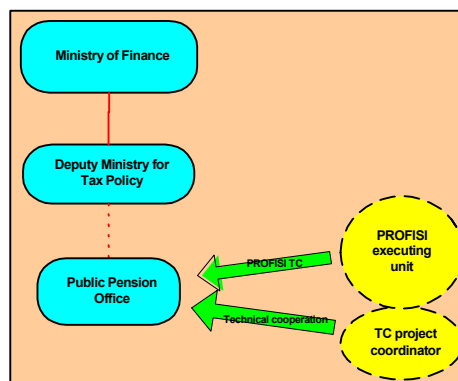 Ministry of Finance
Deputy Ministry for
Tax Policy
PROFISI
executing
unit
PROFISI TC
Public Pension
Office
Technical cooperation
TC project
coordinator